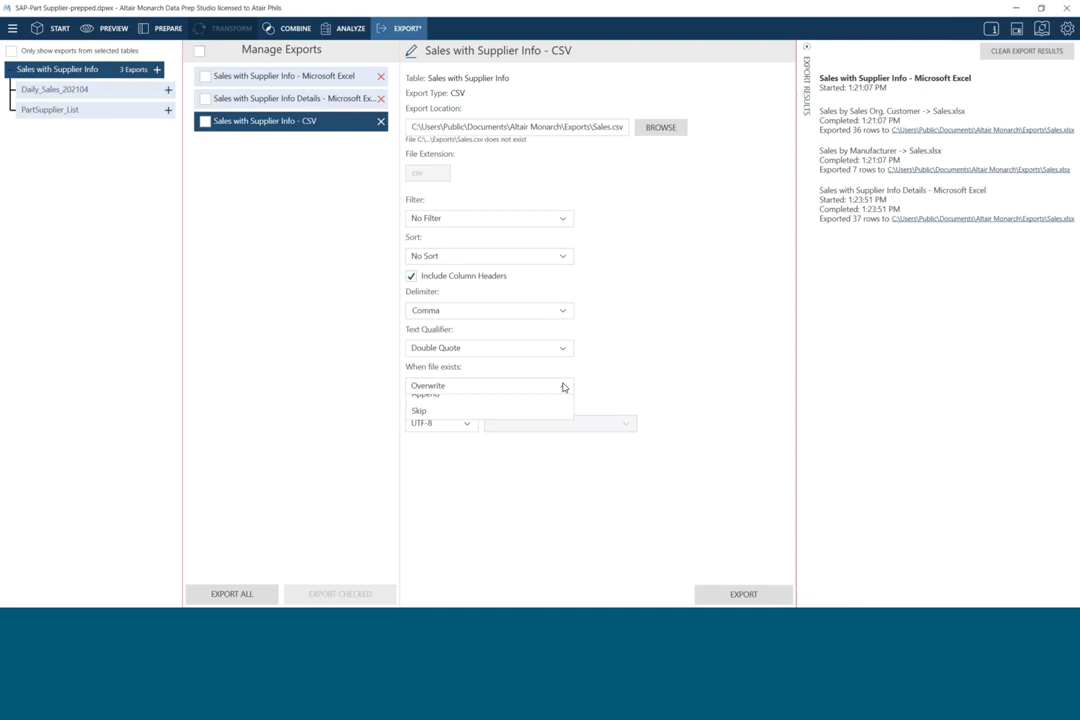 SAP-Part Supplier-prepped.dpwx - Altair Monarch Data Prep Studio licensed to Altair Phils
START
PREVIEW
PREPARE
TRANSFORM
COMBINE
ANALYZE
EXPORT*
Only show exports from selected tables
Sales with Supplier Info 3 Exports +
Daily_Sales_202104 +
PartSupplier_List +
Manage Exports
Sales with Supplier Info - Microsoft Excel
Sales with Supplier Info Details - Microsoft Ex...
Sales with Supplier Info - CSV
EXPORT ALL
EXPORT CHECKED
Sales with Supplier Info - CSV
Table: Sales with Supplier Info
Export Type: CSV
Export Location:
C:\Users\Public\Documents\Altair Monarch\Exports\Sales.csv
BROWSE
File C:\...\Exports\Sales.csv does not exist
File Extension:
csv
Filter:
No Filter
Sort:
No Sort
Include Column Headers
Delimiter:
Comma
Text Qualifier:
Double Quote
When file exists:
Overwrite
Append
Skip
UTF-8
EXPORT
EXPORT RESULTS
CLEAR EXPORT RESULTS
Sales with Supplier Info - Microsoft Excel
Started: 1:21:07 PM
Sales by Sales Org, Customer -> Sales.xlsx
Completed: 1:21:07 PM
Exported 36 rows to C:\Users\Public\Documents\Altair Monarch\Exports\Sales.xlsx
Sales by Manufacturer -> Sales.xlsx
Completed: 1:21:07 PM
Exported 7 rows to C:\Users\Public\Documents\Altair Monarch\Exports\Sales.xlsx
Sales with Supplier Info Details - Microsoft Excel
Started: 1:23:51 PM
Completed: 1:23:51 PM
Exported 37 rows to C:\Users\Public\Documents\Altair Monarch\Exports\Sales.xlsx